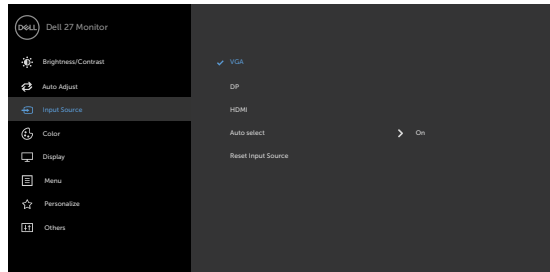 DELL Dell 27 Monitor
Brightness/Contrast
Auto Adjust
Input Source
Color
Display
Menu
Personalize
Others
VGA
DP
HDMI
Auto select On
Reset Input Source